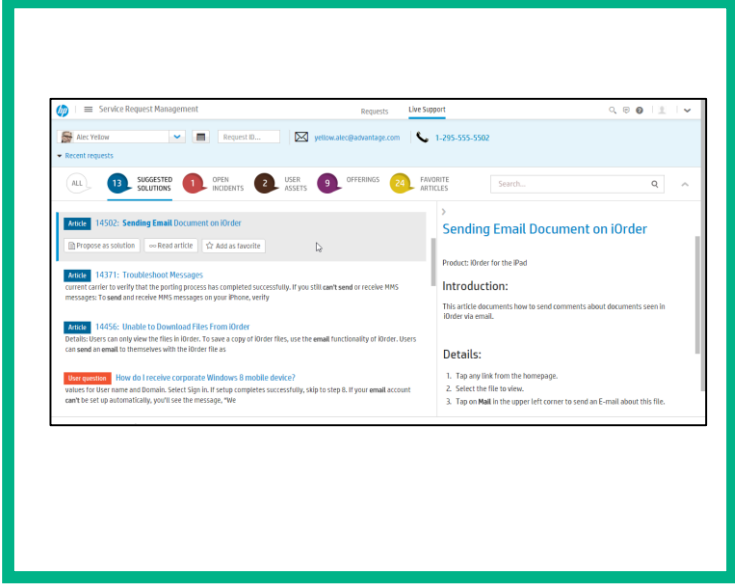 hp
Service Request Management
Requests
Live Support
Alec Yellow
Request ID...
yellow.alec@advantage.com
1-295-555-5502
Recent requests
ALL
13 SUGGESTED SOLUTIONS
1 OPEN INCIDENTS
2 USER ASSETS
9 OFFERINGS
24 FAVORITE ARTICLES
Search...
Article 14502: Sending Email Document on iOrder
Propose as solution
Read article
Add as favorite
Article 14371: Troubleshoot Messages
current carrier to verify that the porting process has completed successfully. If you still can't send or receive MMS
messages: To send and receive MMS messages on your iPhone, verify
Article 14456: Unable to Download Files From iOrder
Details: Users can only view the files in iOrder. To save a copy of iOrder files, use the email functionality of iOrder. Users
can send an email to themselves with the iOrder file as
User question How do I receive corporate Windows 8 mobile device?
values for User name and Domain. Select Sign in. If setup completes successfully, skip to step 8. If your email account
can't be set up automatically, you'll see the message, "We
Sending Email Document on iOrder
Product: iOrder for the iPad
Introduction:
This article documents how to send comments about documents seen in
iOrder via email.
Details:
1. Tap any link from the homepage.
2. Select the file to view.
3. Tap on Mail in the upper left corner to send an E-mail about this file.